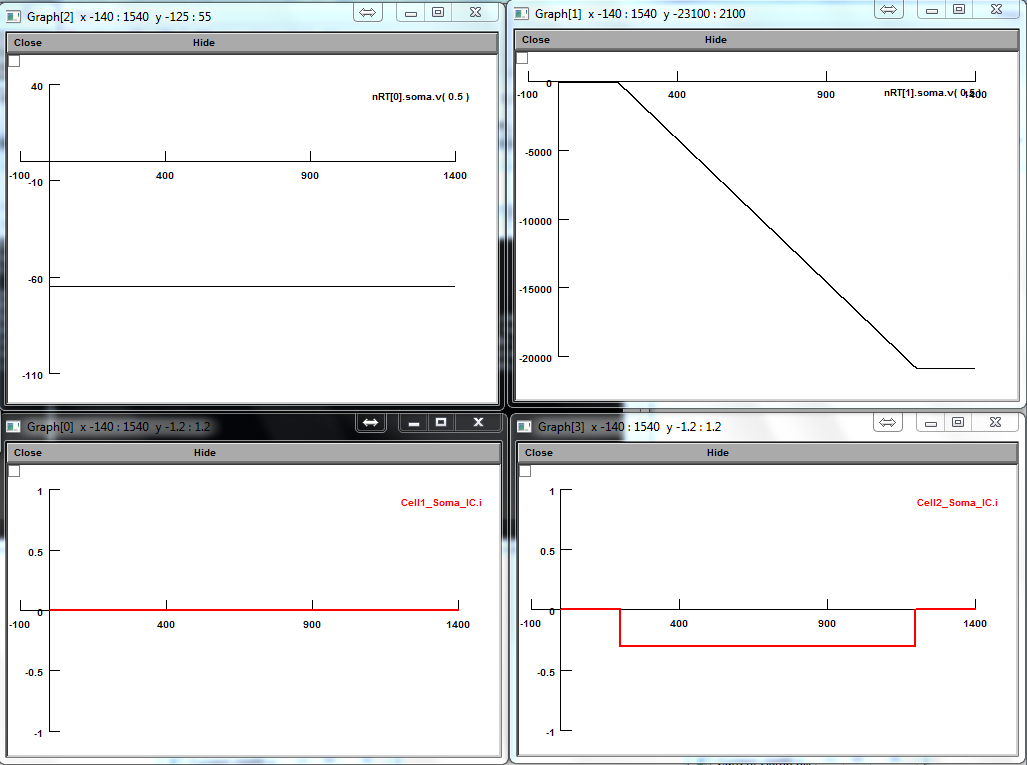 Graph[2] x -140 : 1540 y -125 : 55
Close Hide
nRT[0].soma.v( 0.5 )
40
-100 400 900 1400
-10
-60
-110
Graph[1] x -140 : 1540 y -23100 : 2100
Close Hide
0
-100 400 900 1400
nRT[1].soma.v( 0.5 )
-5000
-10000
-15000
-20000
Graph[0] x -140 : 1540 y -1.2 : 1.2
Close Hide
1
Cell1_Soma_IC.i
0.5
0
-100 400 900 1400
-0.5
-1
Graph[3] x -140 : 1540 y -1.2 : 1.2
Close Hide
1
Cell2_Soma_IC.i
0.5
0
-100 400 900 1400
-0.5
-1